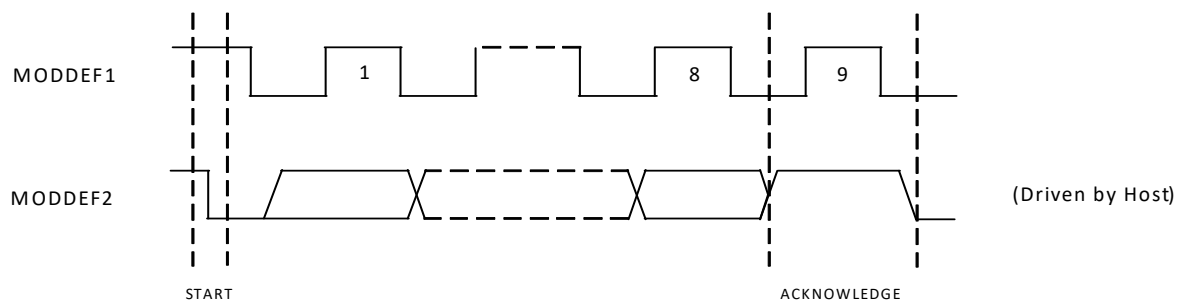 MODDEF1
1
8
9
MODDEF2
(Driven by Host)
START
ACKNOWLEDGE